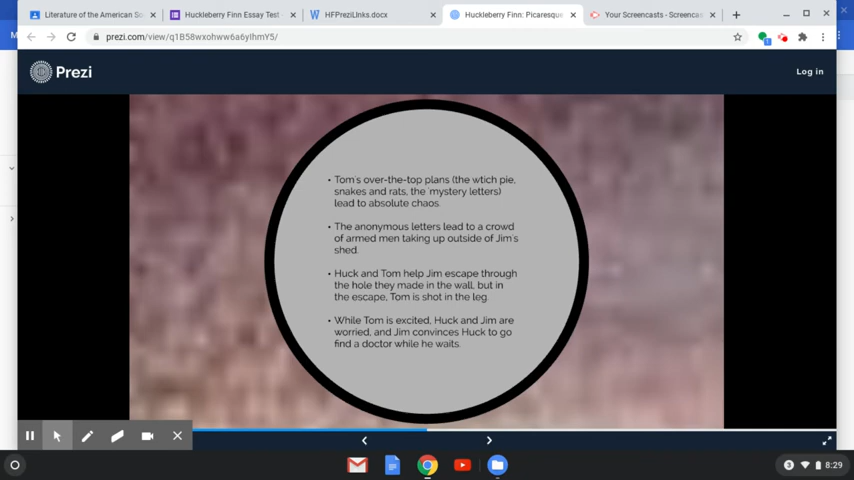 Literature of the American So
Huckleberry Finn Essay Test -
HFPreziLInks.docx
Huckleberry Finn: Picaresque
Your Screencasts - Screencas
prezi.com/view/q1B58wxohww6a6yIhmY5/
Prezi
Log in
• Tom's over-the-top plans (the wtich pie,
snakes and rats, the 'mystery letters)
lead to absolute chaos.
• The anonymous letters lead to a crowd
of armed men taking up outside of Jim's
shed.
• Huck and Tom help Jim escape through
the hole they made in the wall, but in
the escape, Tom is shot in the leg.
• While Tom is excited, Huck and Jim are
worried, and Jim convinces Huck to go
find a doctor while he waits.
3
8:29